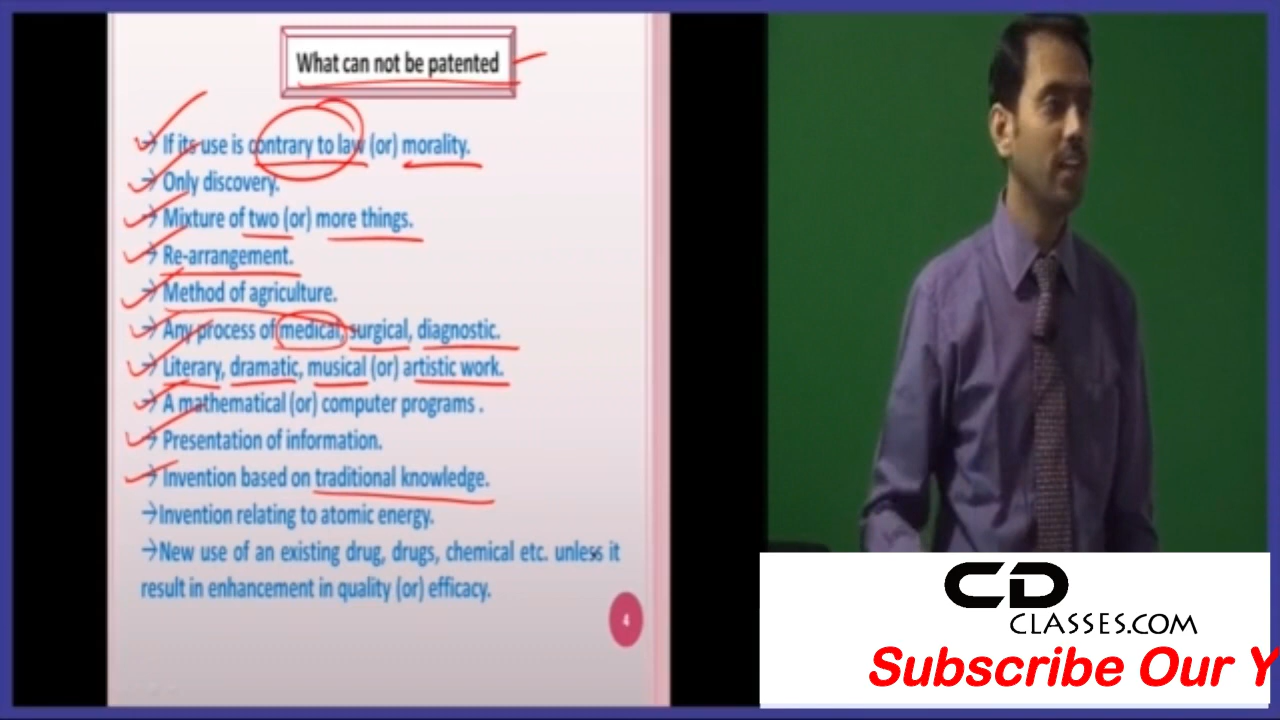 What can not be patented
→ If its use is contrary to law (or) morality.
→ Only discovery.
→ Mixture of two (or) more things.
→ Re-arrangement.
→ Method of agriculture.
→ Any process of medical, surgical, diagnostic.
→ Literary, dramatic, musical (or) artistic work.
→ A mathematical (or) computer programs .
→ Presentation of information.
→ Invention based on traditional knowledge.
→Invention relating to atomic energy.
→New use of an existing drug, drugs, chemical etc. unless it
result in enhancement in quality (or) efficacy.
4
CD
CLASSES.COM
Subscribe Our Y